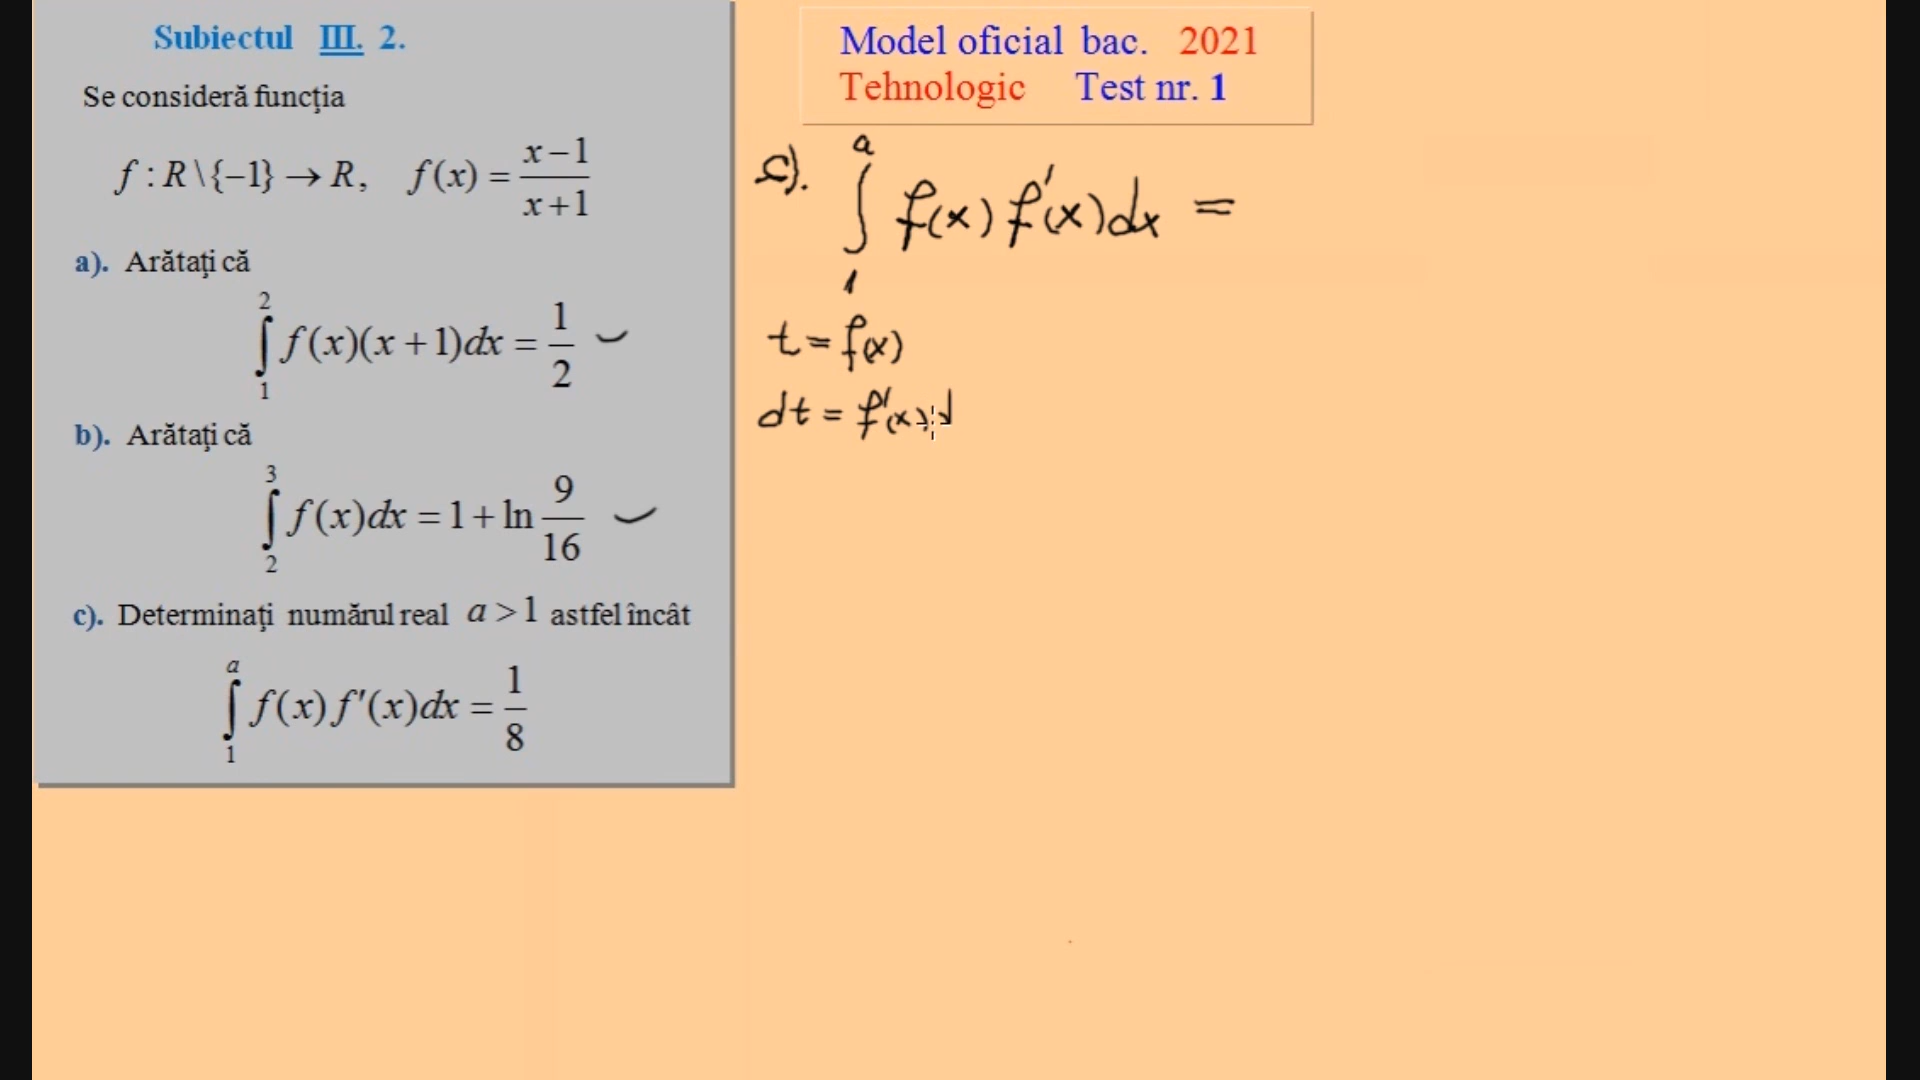 Subiectul III. 2.
Se consideră funcția
f : R \ {−1} → R, f(x) = (x−1)/(x+1)
a). Arătați că
∫₁² f(x)(x+1)dx = 1/2
b). Arătați că
∫₂³ f(x)dx = 1 + ln 9/16
c). Determinați numărul real a > 1 astfel încât
∫₁ᵃ f(x) f′(x)dx = 1/8
Model oficial bac. 2021
Tehnologic Test nr. 1
c). ∫₁ᵃ f(x) f′(x)dx =
t = f(x)
dt = f′(x)d